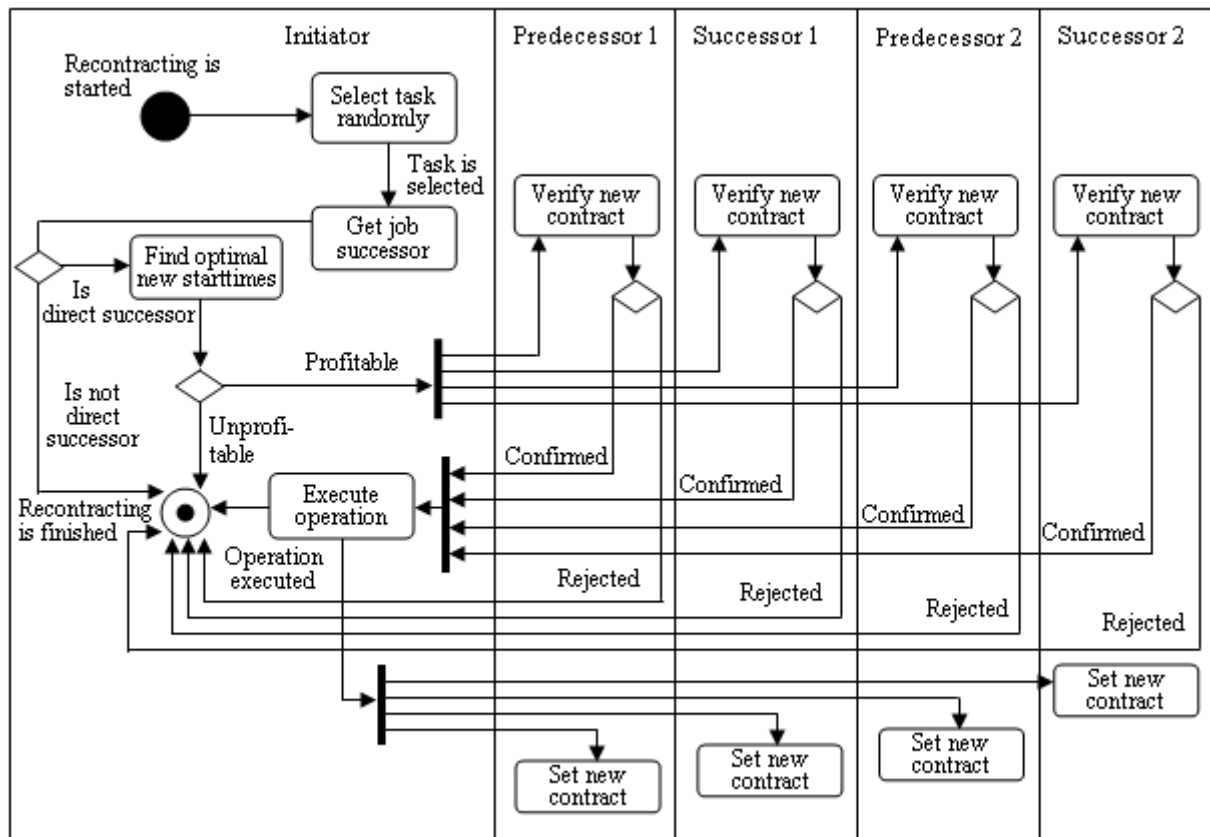 Initiator
Predecessor 1
Successor 1
Predecessor 2
Successor 2
Recontracting is
started
Select task
randomly
Task is
selected
Get job
successor
Verify new
contract
Verify new
contract
Verify new
contract
Verify new
contract
Find optimal
new starttimes
Is
direct successor
Profitable
Is not
direct
successor
Unprofi-
table
Confirmed
Confirmed
Confirmed
Confirmed
Execute
operation
Recontracting
is finished
Operation
executed
Rejected
Rejected
Rejected
Rejected
Set new
contract
Set new
contract
Set new
contract
Set new
contract